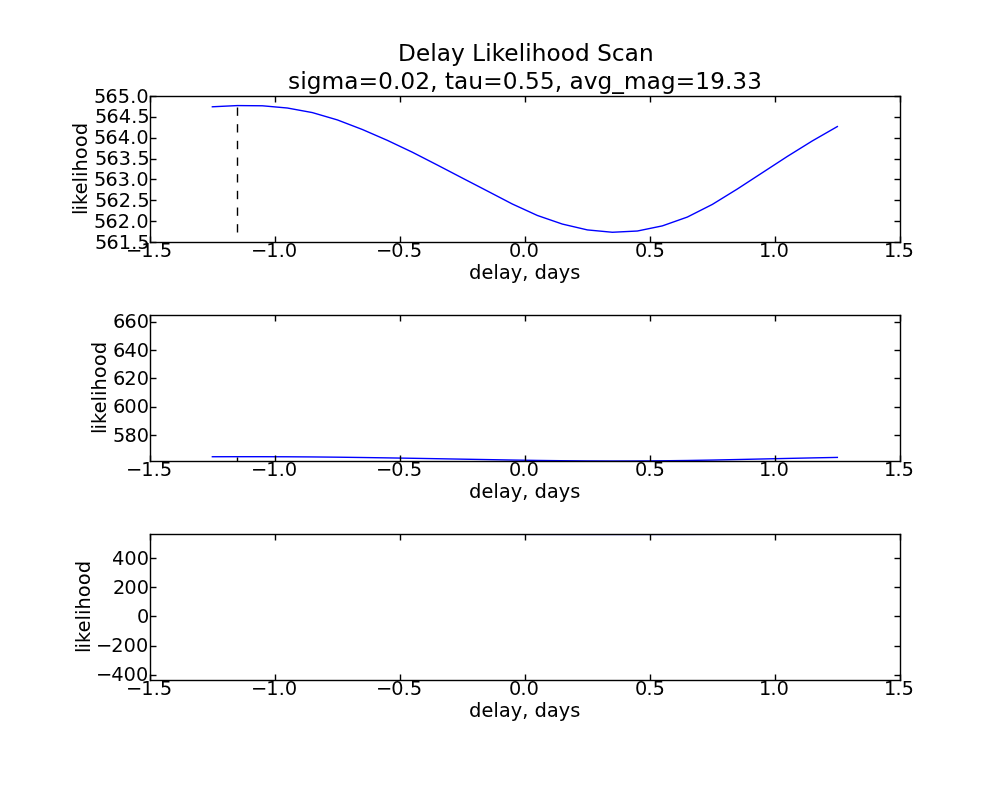 Delay Likelihood Scan
sigma=0.02, tau=0.55, avg_mag=19.33
565.0
564.5
564.0
563.5
563.0
562.5
562.0
561.5
likelihood
−1.5 −1.0 −0.5 0.0 0.5 1.0 1.5
delay, days
660
640
620
600
580
likelihood
−1.5 −1.0 −0.5 0.0 0.5 1.0 1.5
delay, days
400
200
0
−200
−400
likelihood
−1.5 −1.0 −0.5 0.0 0.5 1.0 1.5
delay, days